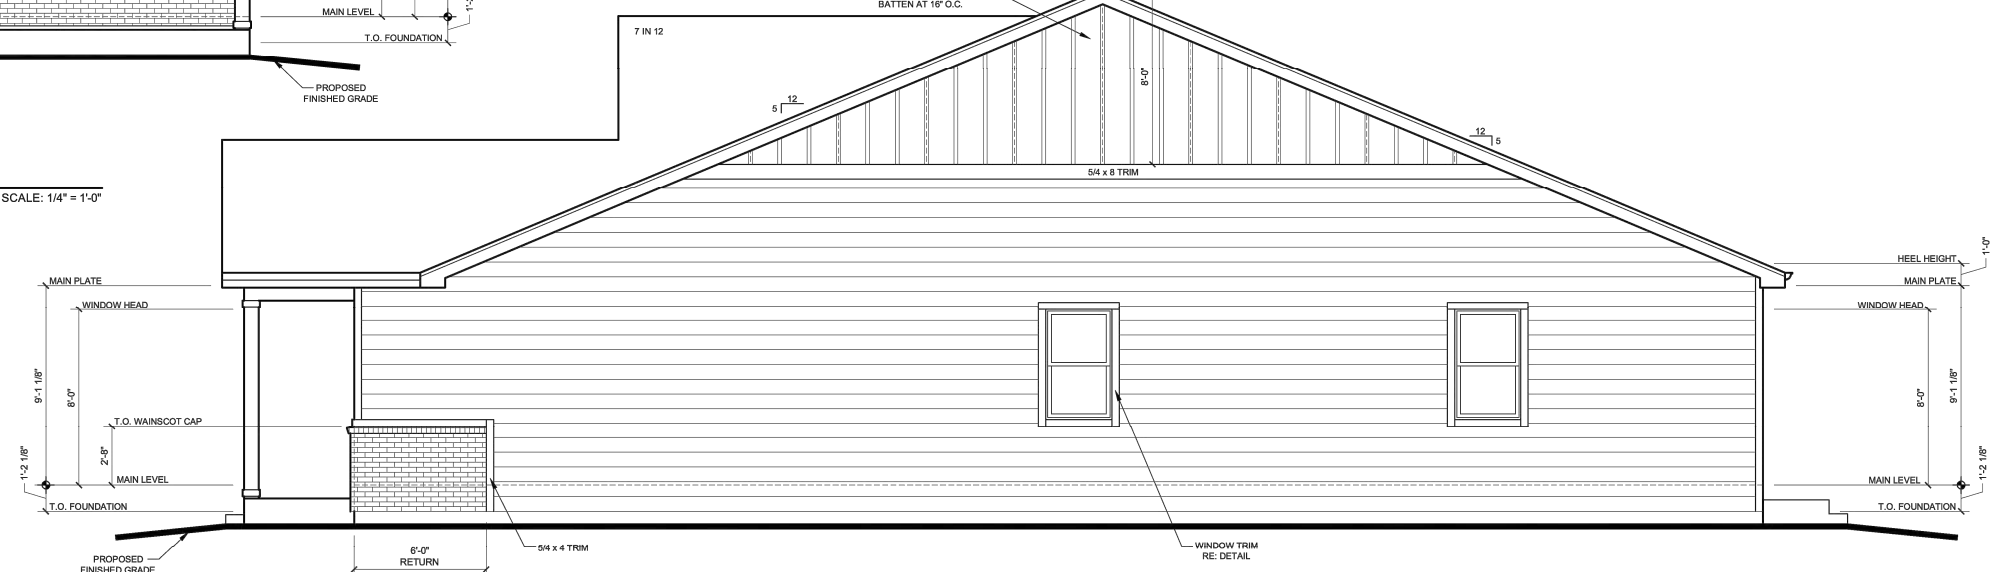 MAIN LEVEL
T.O. FOUNDATION
PROPOSED
FINISHED GRADE
BATTEN AT 16" O.C.
7 IN 12
12
5
8'-0"
12
5
5/4 x 8 TRIM
SCALE: 1/4" = 1'-0"
MAIN PLATE
WINDOW HEAD
9'-1 1/8"
8'-0"
T.O. WAINSCOT CAP
2'-8"
1'-2 1/8"
MAIN LEVEL
T.O. FOUNDATION
PROPOSED
FINISHED GRADE
6'-0"
RETURN
5/4 x 4 TRIM
WINDOW TRIM
RE: DETAIL
1'-0"
HEEL HEIGHT
MAIN PLATE
WINDOW HEAD
8'-0"
9'-1 1/8"
1'-2 1/8"
MAIN LEVEL
T.O. FOUNDATION